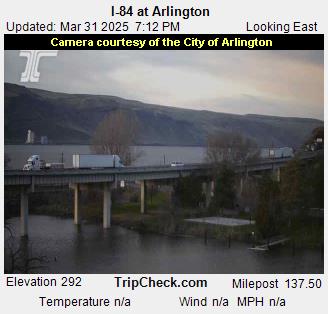 I-84 at Arlington
Updated: Mar 31 2025 7:12 PM Looking East
Camera courtesy of the City of Arlington
Elevation 292 TripCheck.com Milepost 137.50
Temperature n/a Wind n/a MPH n/a